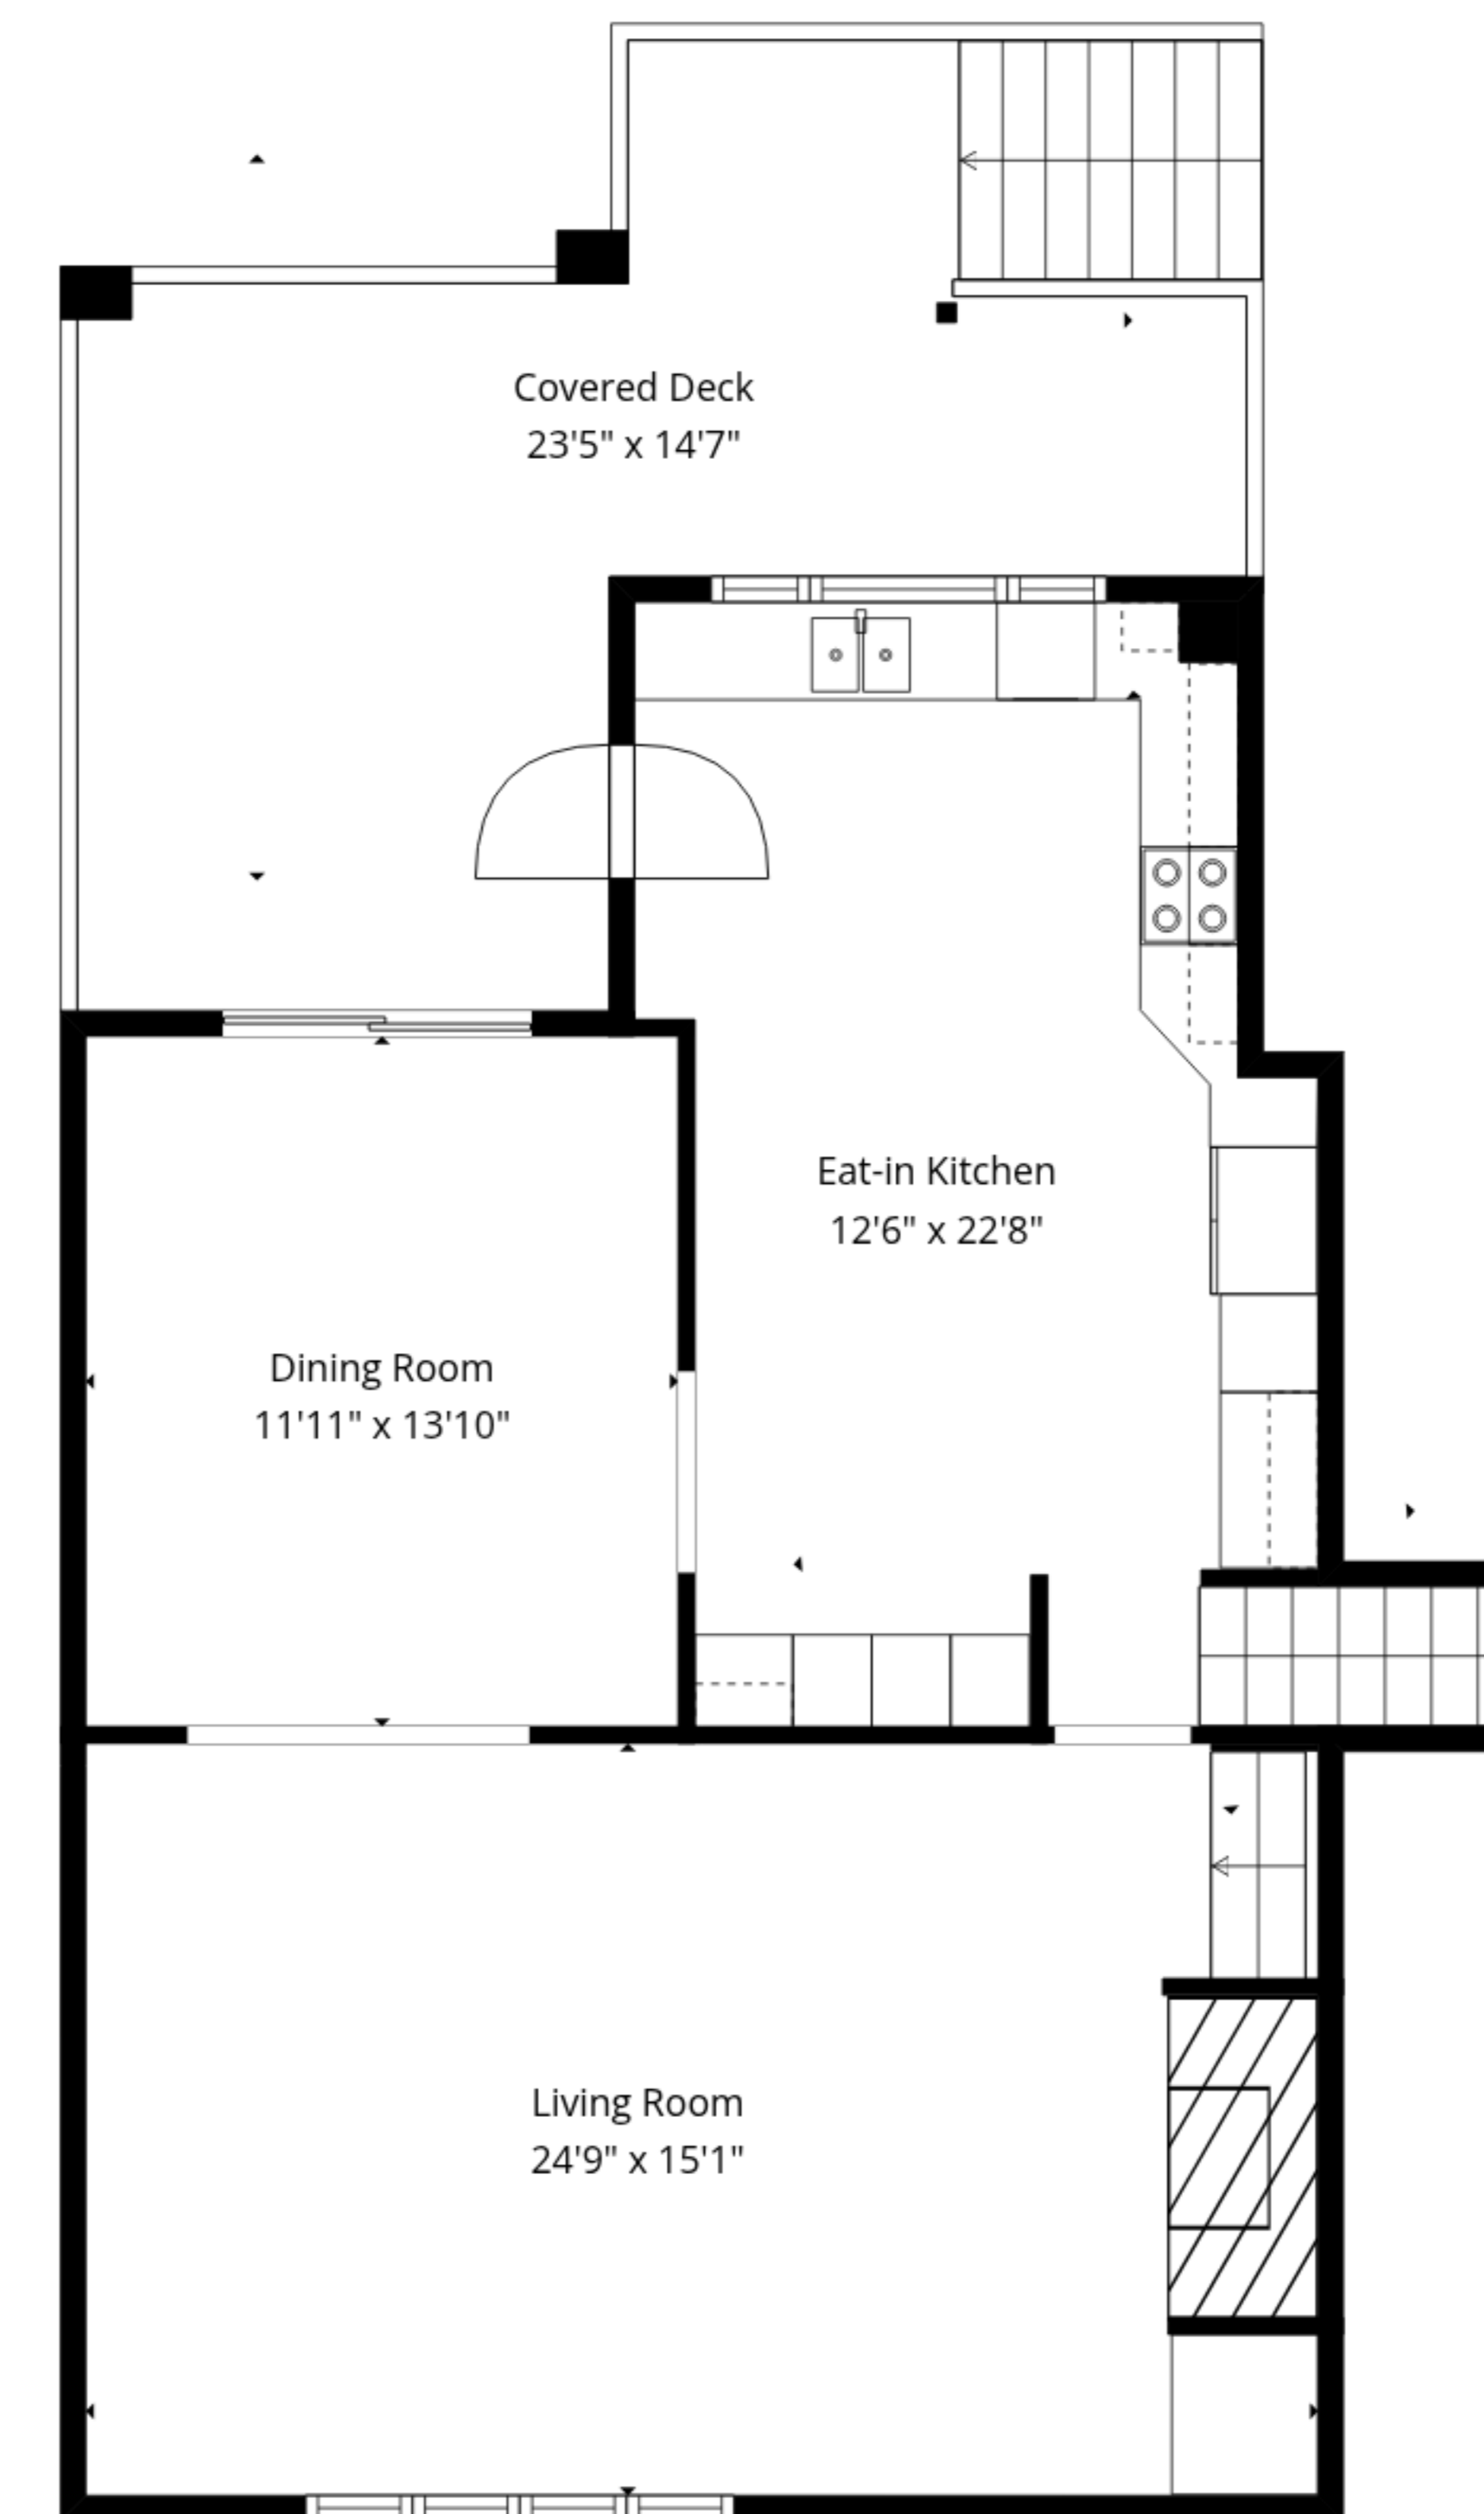 Covered Deck
23'5" x 14'7"
Eat-in Kitchen
12'6" x 22'8"
Dining Room
11'11" x 13'10"
Living Room
24'9" x 15'1"